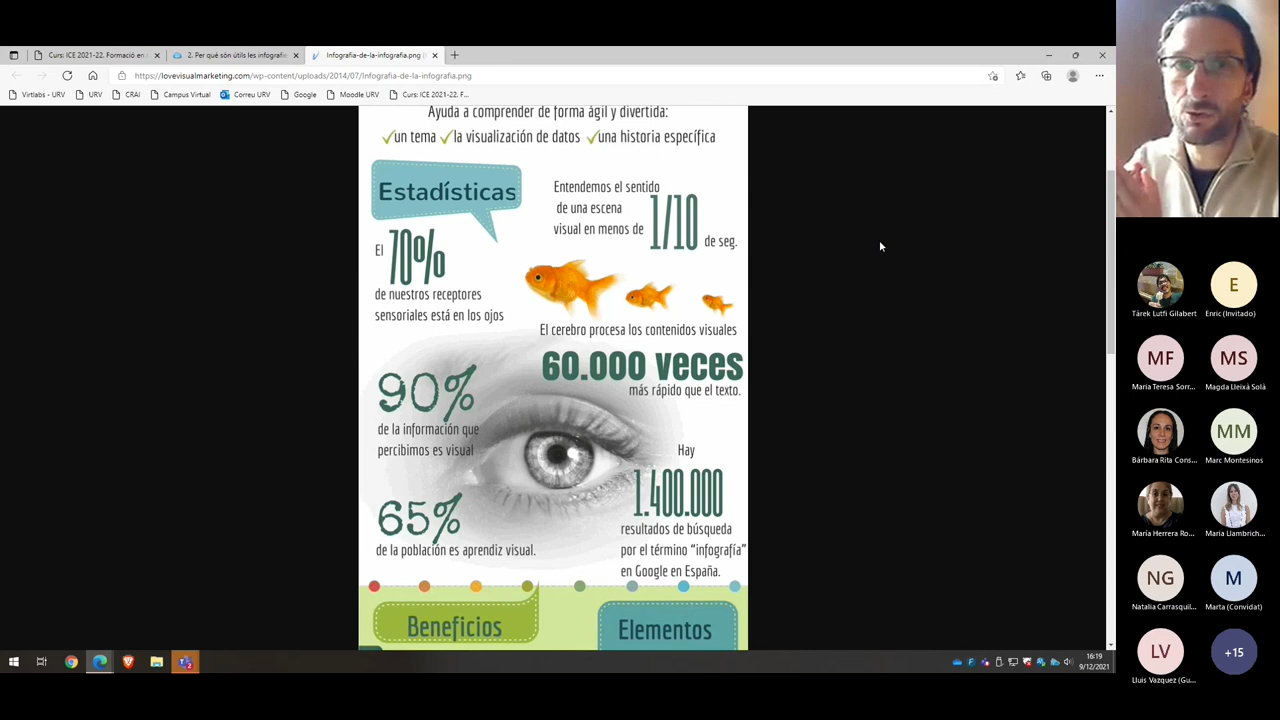 Curs: ICE 2021-22. Formació en
2. Per què són útils les infografie
Infografia-de-la-infografia.png (
https://lovevisualmarketing.com/wp-content/uploads/2014/07/Infografia-de-la-infografia.png
Virtlabs - URV
URV
CRAI
Campus Virtual
Correu URV
Google
Moodle URV
Curs: ICE 2021-22. F...
Ayuda a comprender de forma ágil y divertida:
un tema la visualización de datos una historia específica
Estadísticas
El 70%
de nuestros receptores
sensoriales está en los ojos
Entendemos el sentido
de una escena
visual en menos de 1/10 de seg.
El cerebro procesa los contenidos visuales
60.000 veces
más rápido que el texto.
90%
de la información que
percibimos es visual
65%
de la población es aprendiz visual.
Hay
1.400.000
resultados de búsqueda
por el término “infografía”
en Google en España.
Beneficios
Elementos
16:19
9/12/2021
Tárek Lutfi Gilabert
E
Enric (Invitado)
MF
Maria Teresa Sorr...
MS
Magda Lleixà Solà
Bárbara Rita Cons...
MM
Marc Montesinos
María Herrera Ro...
Maria Llambrich...
NG
Natalia Carrasquil...
M
Marta (Convidat)
LV
Lluis Vazquez (Gu...
+15